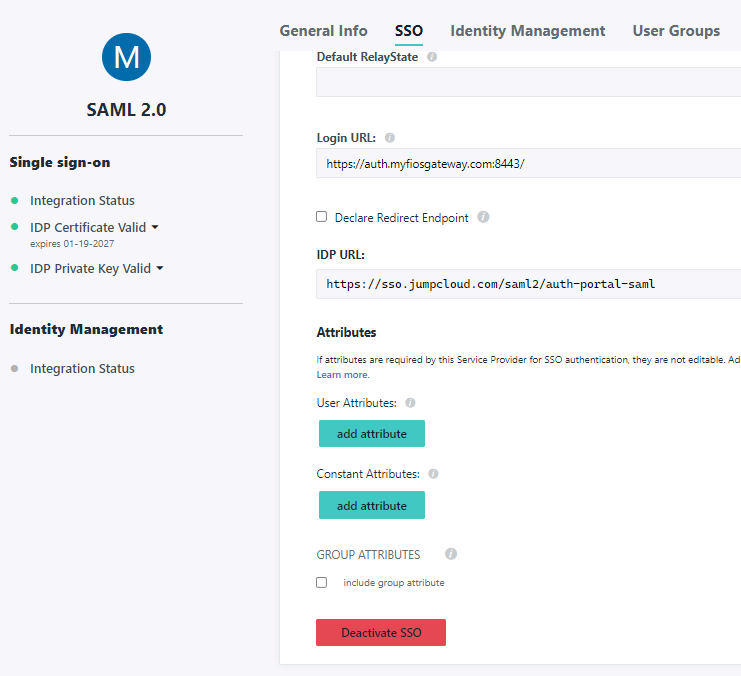 General Info SSO Identity Management User Groups
M
SAML 2.0
Single sign-on
Integration Status
IDP Certificate Valid
expires 01-19-2027
IDP Private Key Valid
Identity Management
Integration Status
Default RelayState
Login URL:
https://auth.myfiosgateway.com:8443/
Declare Redirect Endpoint
IDP URL:
https://sso.jumpcloud.com/saml2/auth-portal-saml
Attributes
If attributes are required by this Service Provider for SSO authentication, they are not editable. Ad
Learn more.
User Attributes:
add attribute
Constant Attributes:
add attribute
GROUP ATTRIBUTES
include group attribute
Deactivate SSO